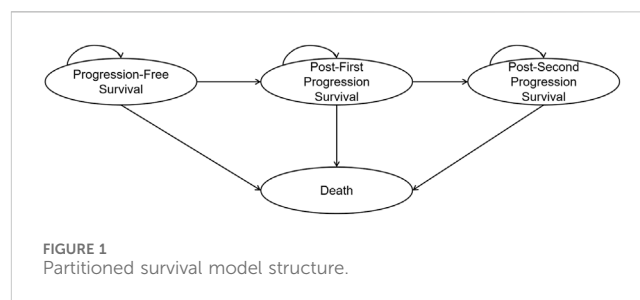 Progression-Free
Survival
Post-First
Progression
Survival
Post-Second
Progression
Survival
Death
FIGURE 1
Partitioned survival model structure.